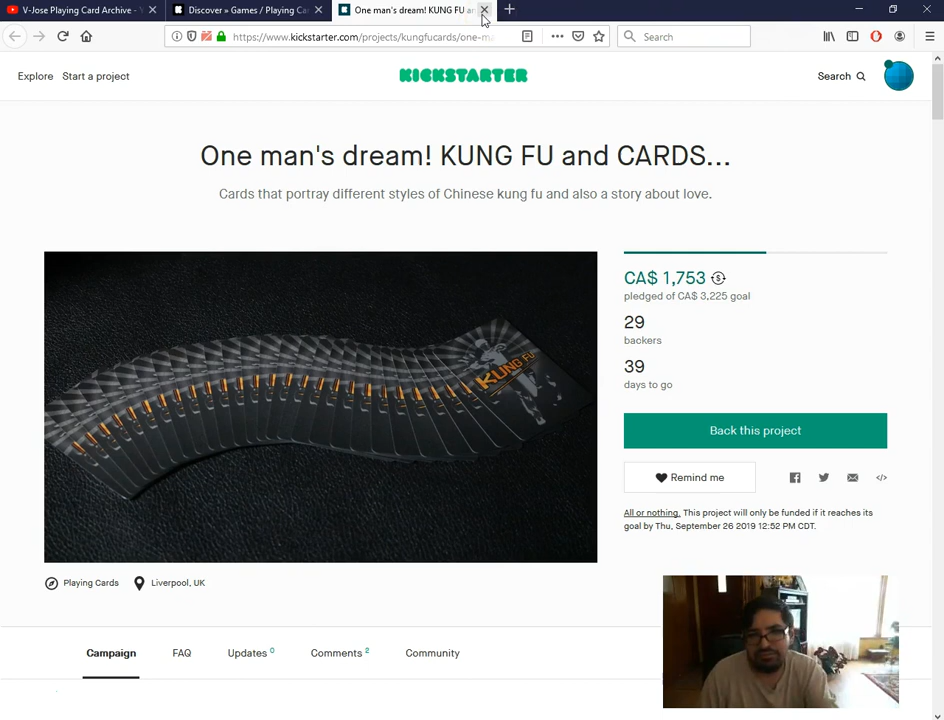 V-Jose Playing Card Archive - Y
Discover » Games / Playing Ca
One man's dream! KUNG FU an
https://www.kickstarter.com/projects/kungfucards/one-ma
Search
Explore
Start a project
KICKSTARTER
Search
One man's dream! KUNG FU and CARDS...
Cards that portray different styles of Chinese kung fu and also a story about love.
KUNG FU
CA$ 1,753
pledged of CA$ 3,225 goal
29
backers
39
days to go
Back this project
Remind me
All or nothing. This project will only be funded if it reaches its
goal by Thu, September 26 2019 12:52 PM CDT.
Playing Cards
Liverpool, UK
Campaign
FAQ
Updates 0
Comments 2
Community